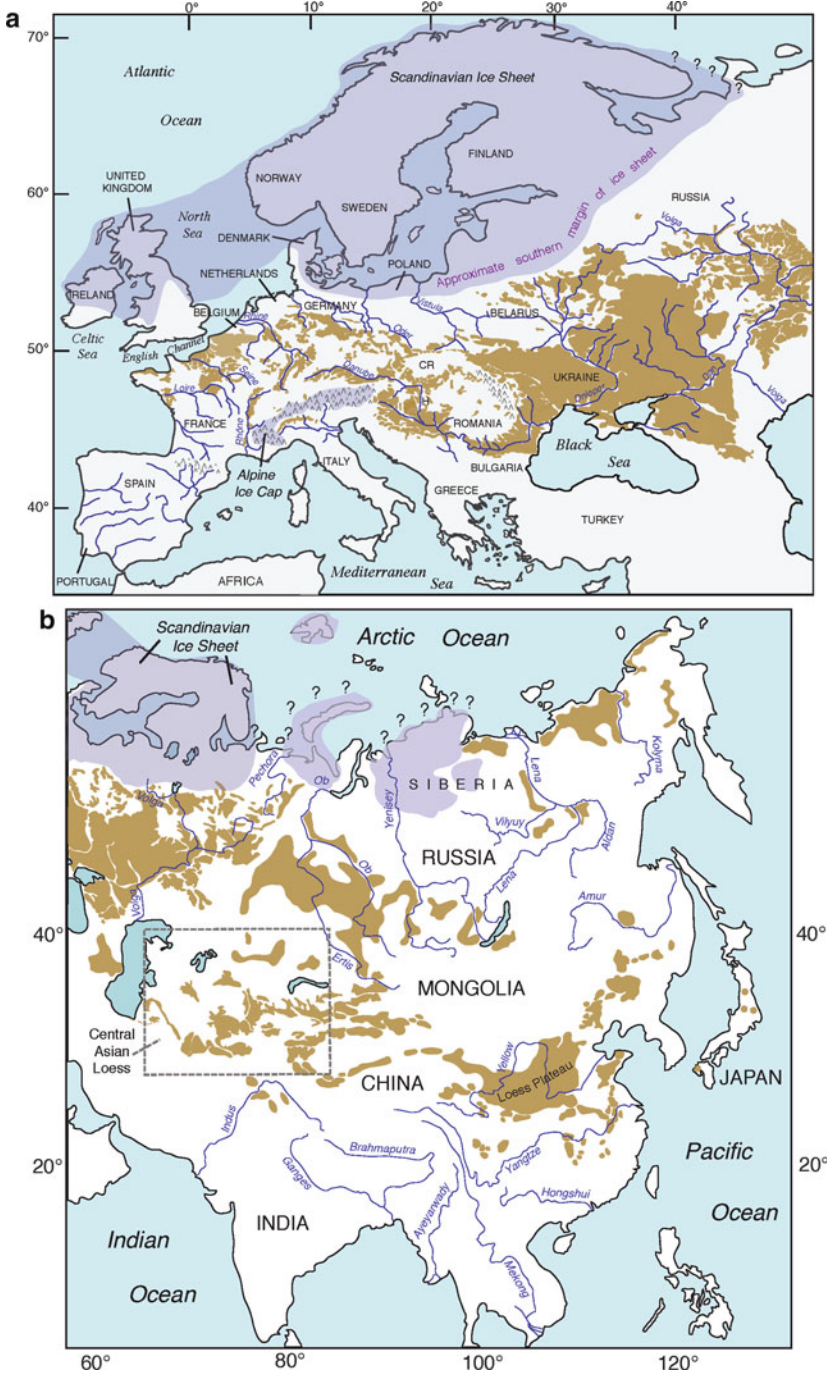 a
0°
10°
20°
30°
40°
70°
60°
50°
40°
Atlantic
Ocean
Scandinavian Ice Sheet
?
?
?
?
?
UNITED
KINGDOM
NORWAY
FINLAND
North
Sea
SWEDEN
RUSSIA
Volga
DENMARK
Approximate southern margin of ice sheet
NETHERLANDS
POLAND
IRELAND
BELGIUM
GERMANY
Rhine
Vistula
BELARUS
Oder
Celtic
Sea
English Channel
Seine
CR
Danube
UKRAINE
Don
Dnieper
Volga
Loire
H
FRANCE
Rhône
ROMANIA
Black
Sea
SPAIN
Alpine
Ice Cap
ITALY
BULGARIA
GREECE
TURKEY
PORTUGAL
AFRICA
Mediterranean
Sea
b
Scandinavian
Ice Sheet
Arctic Ocean
?
?
?
?
?
?
?
?
?
?
Pechora
Ob
Yenisey
SIBERIA
Lena
Kolyma
Volga
Vilyuy
Aldan
RUSSIA
Ob
Lena
Volga
Amur
40°
40°
Ertis
MONGOLIA
Central
Asian
Loess
Yellow
Loess Plateau
CHINA
JAPAN
Indus
Brahmaputra
Yangtze
Pacific
Ocean
20°
20°
Ganges
Ayeyarwady
Hongshui
INDIA
Indian
Ocean
Mekong
60°
80°
100°
120°